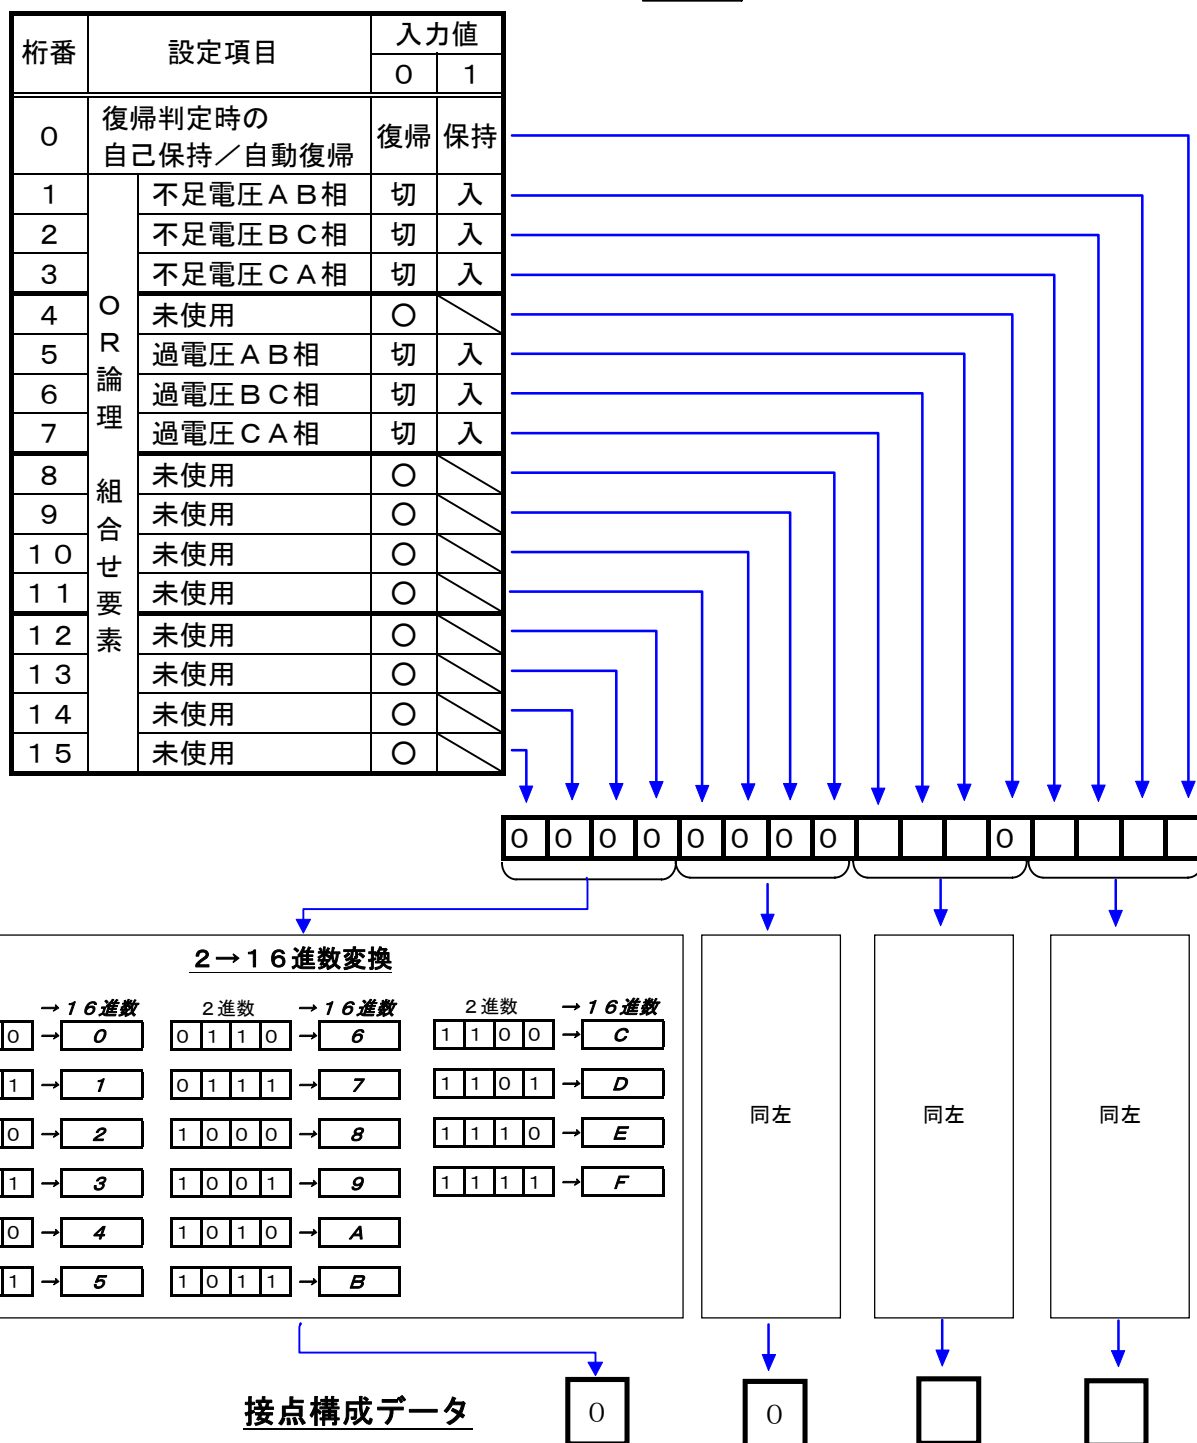 桁番 設定項目 入力値
０ １
０ 復帰判定時の
自己保持／自動復帰 復帰 保持
ＯＲ論理 組合せ要素
１ 不足電圧ＡＢ相 切 入
２ 不足電圧ＢＣ相 切 入
３ 不足電圧ＣＡ相 切 入
４ 未使用 ○
５ 過電圧ＡＢ相 切 入
６ 過電圧ＢＣ相 切 入
７ 過電圧ＣＡ相 切 入
８ 未使用 ○
９ 未使用 ○
１０ 未使用 ○
１１ 未使用 ○
１２ 未使用 ○
１３ 未使用 ○
１４ 未使用 ○
１５ 未使用 ○
０ ０ ０ ０ ０ ０ ０ ０ ０
２→１６進数変換
→１６進数 ２進数 →１６進数 ２進数 →１６進数
０ → ０ ０ １ １ ０ → ６ １ １ ０ ０ → Ｃ
１ → １ ０ １ １ １ → ７ １ １ ０ １ → Ｄ
０ → ２ １ ０ ０ ０ → ８ １ １ １ ０ → Ｅ
１ → ３ １ ０ ０ １ → ９ １ １ １ １ → Ｆ
０ → ４ １ ０ １ ０ → Ａ
１ → ５ １ ０ １ １ → Ｂ
同左 同左 同左
接点構成データ ０ ０